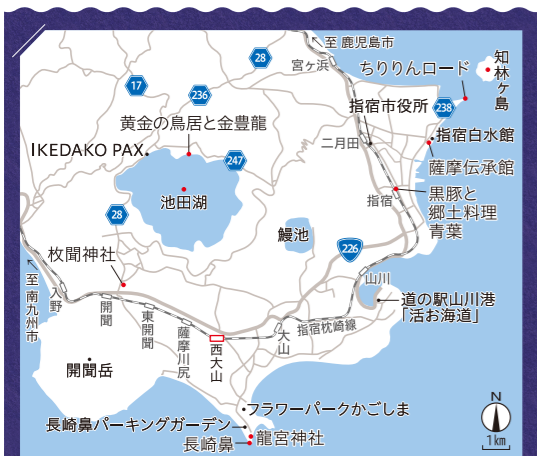 至 鹿児島市
知林ヶ島
宮ヶ浜
ちりりんロード
28
17
236
指宿市役所
238
黄金の鳥居と金豊龍
二月田
指宿白水館
IKEDAKO PAX
247
薩摩伝承館
池田湖
指宿
黒豚と
郷土料理
青葉
28
鰻池
226
枚聞神社
山川
至 南九州市
入野
開聞
東開聞
薩摩川尻
西大山
大山
指宿枕崎線
道の駅山川港
「活お海道」
開聞岳
フラワーパークかごしま
長崎鼻パーキングガーデン
龍宮神社
長崎鼻
N
1km